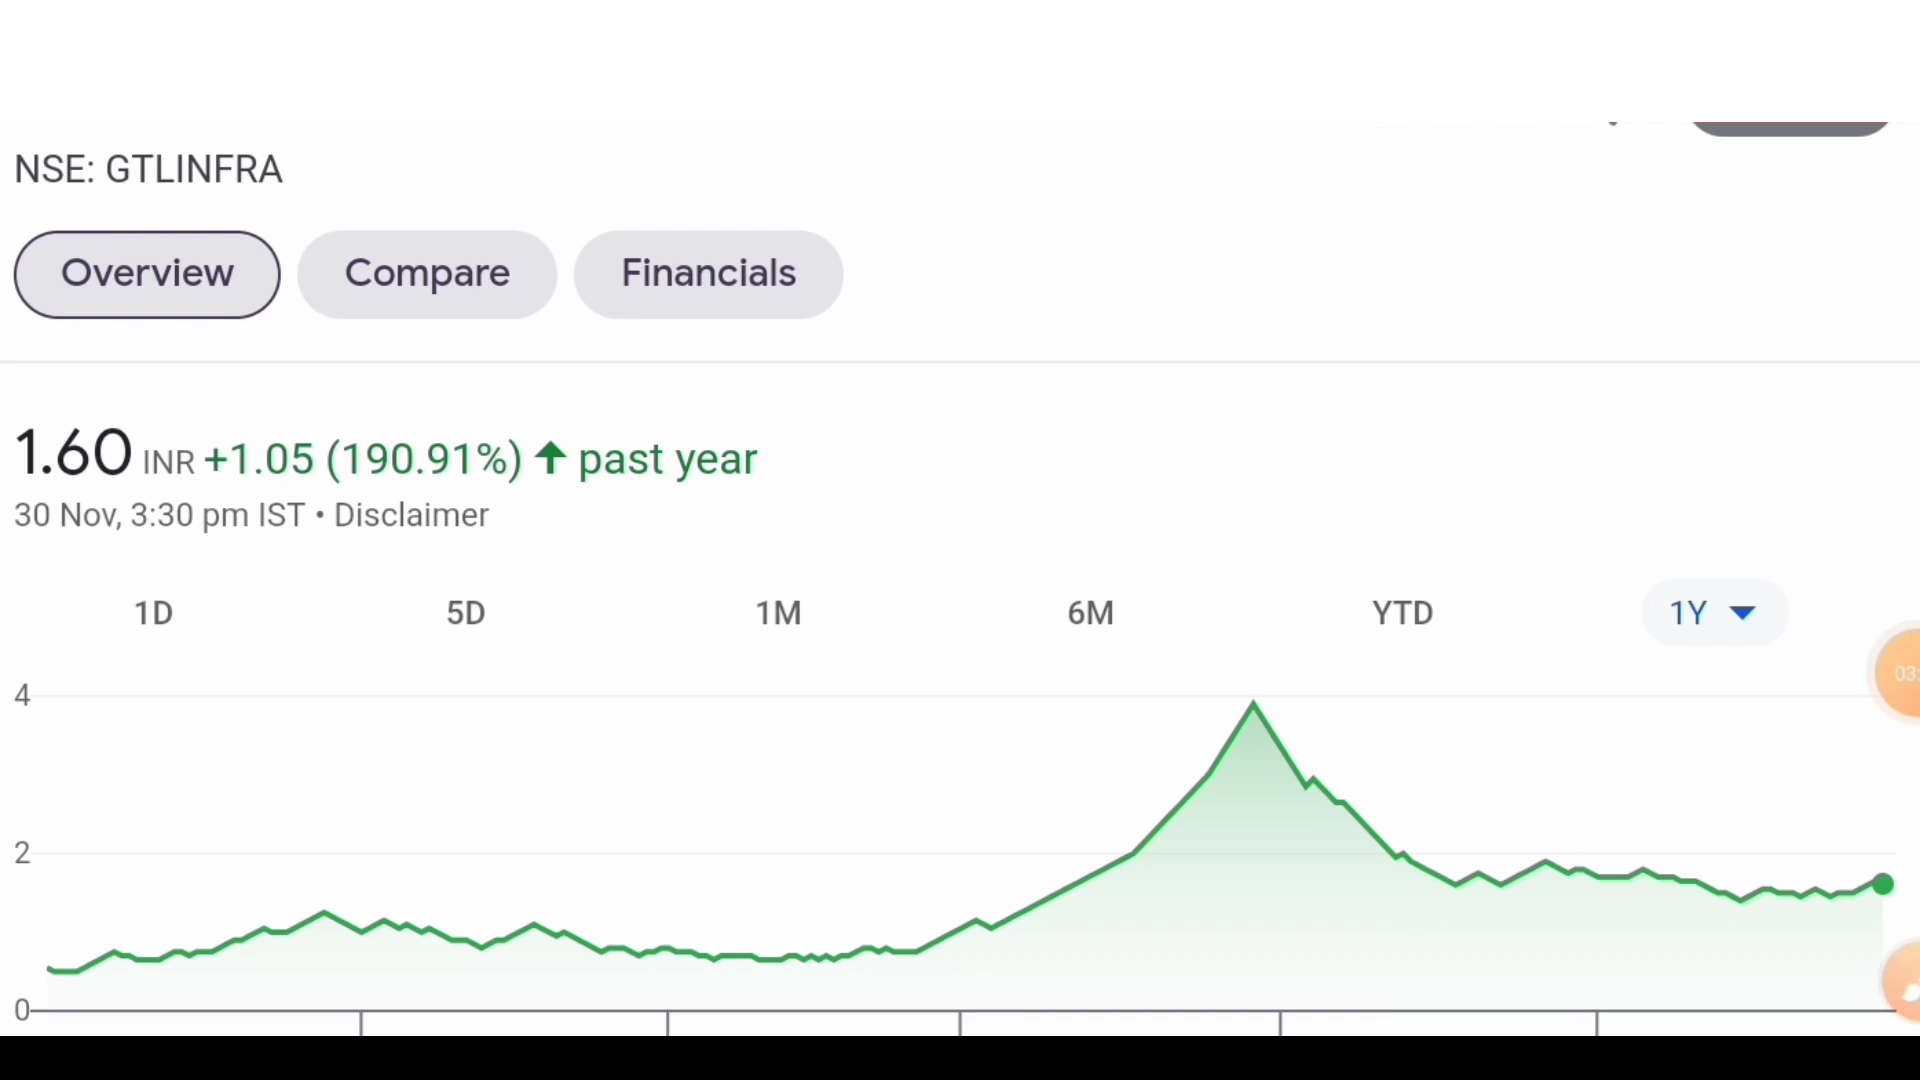 NSE: GTLINFRA
Overview Compare Financials
1.60 INR +1.05 (190.91%) ↑ past year
30 Nov, 3:30 pm IST • Disclaimer
1D 5D 1M 6M YTD 1Y
4
2
0